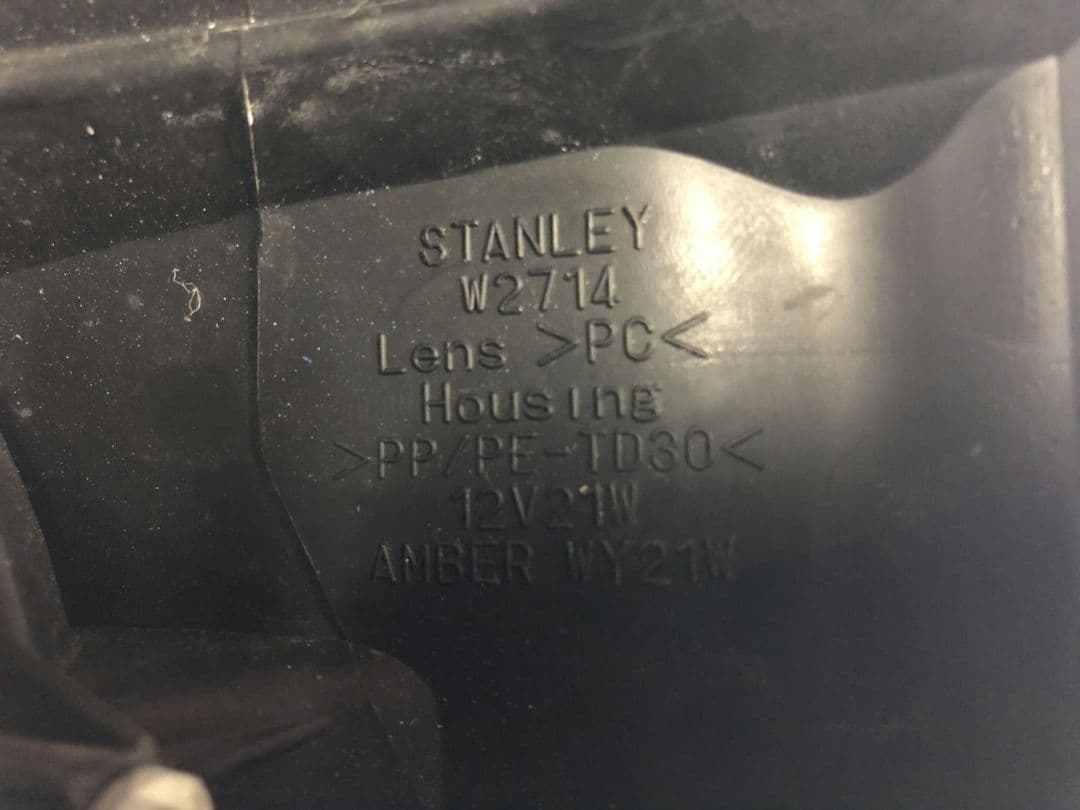 STANLEY
W2714
Lens >PC<
Housing
>PP/PE-TD30<
12V21W
AMBER WY21W